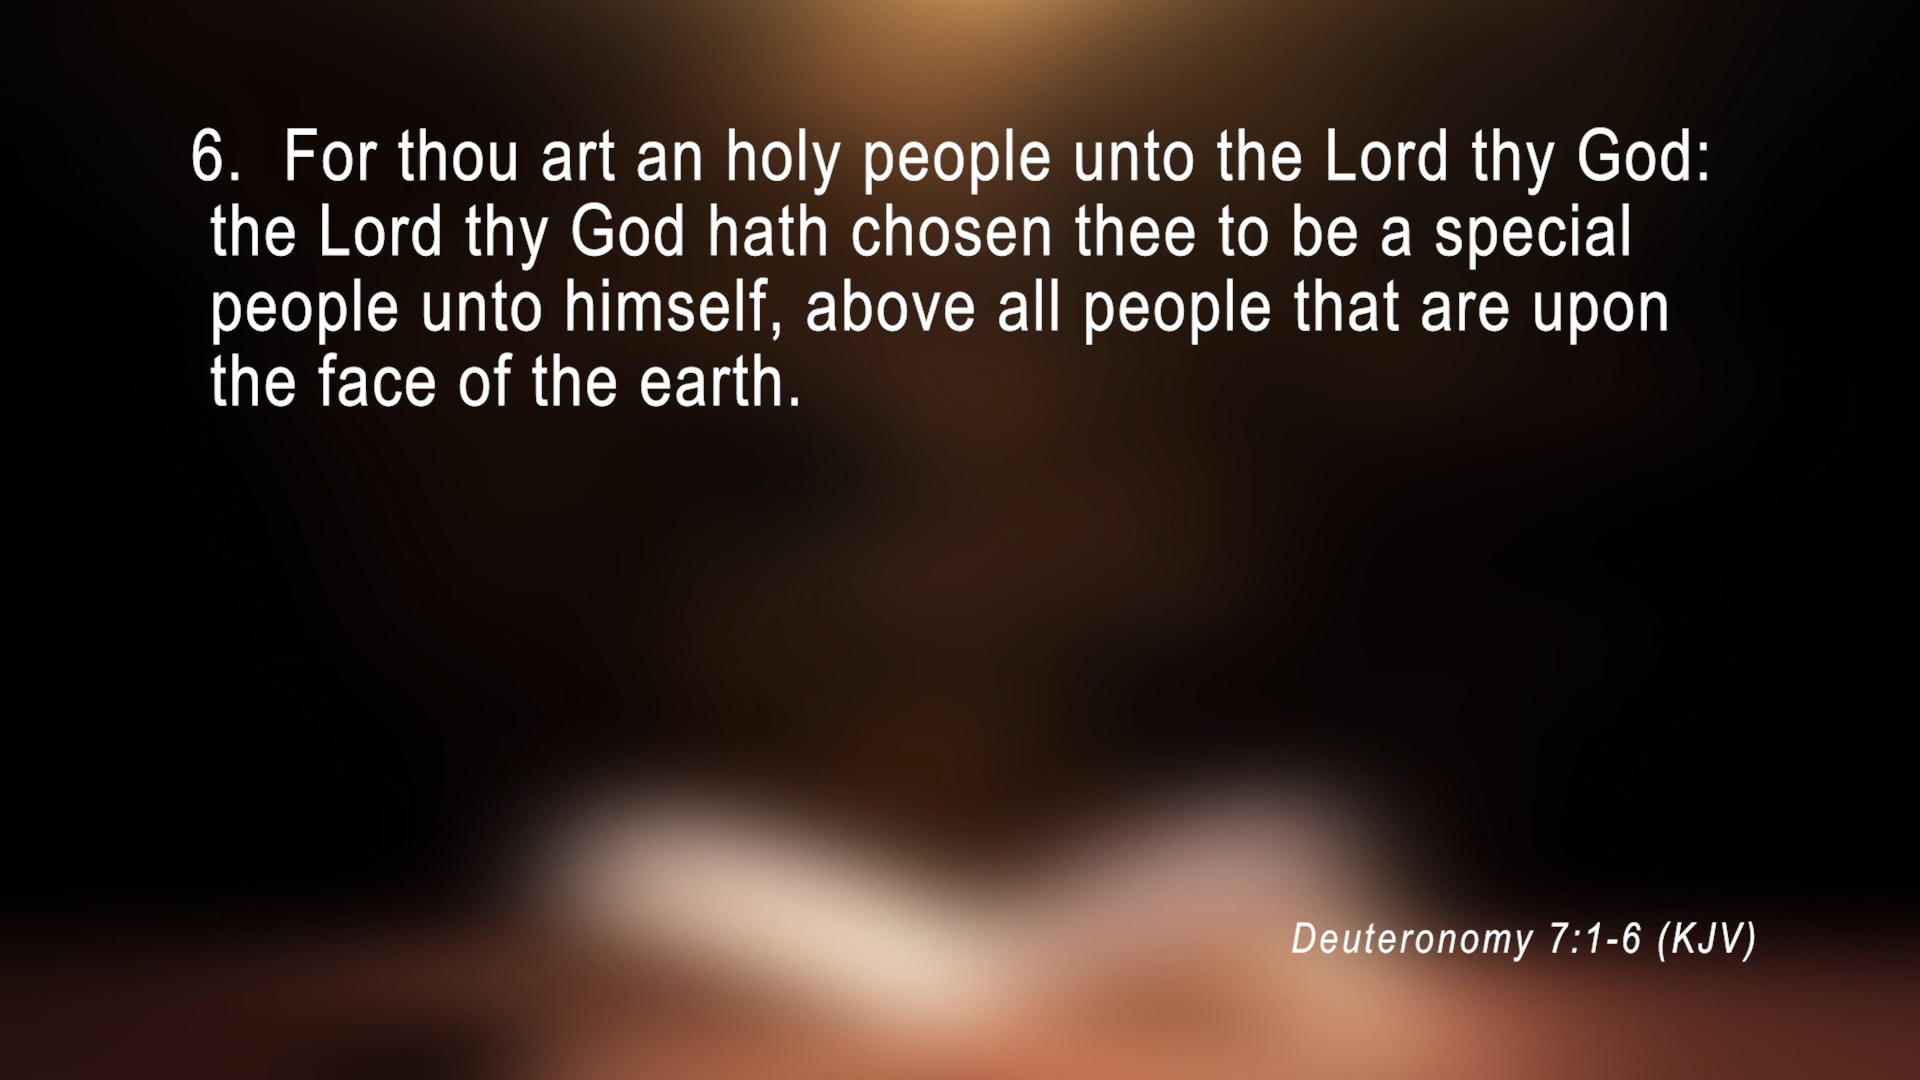 6. For thou art an holy people unto the Lord thy God:
the Lord thy God hath chosen thee to be a special
people unto himself, above all people that are upon
the face of the earth.
Deuteronomy 7:1-6 (KJV)